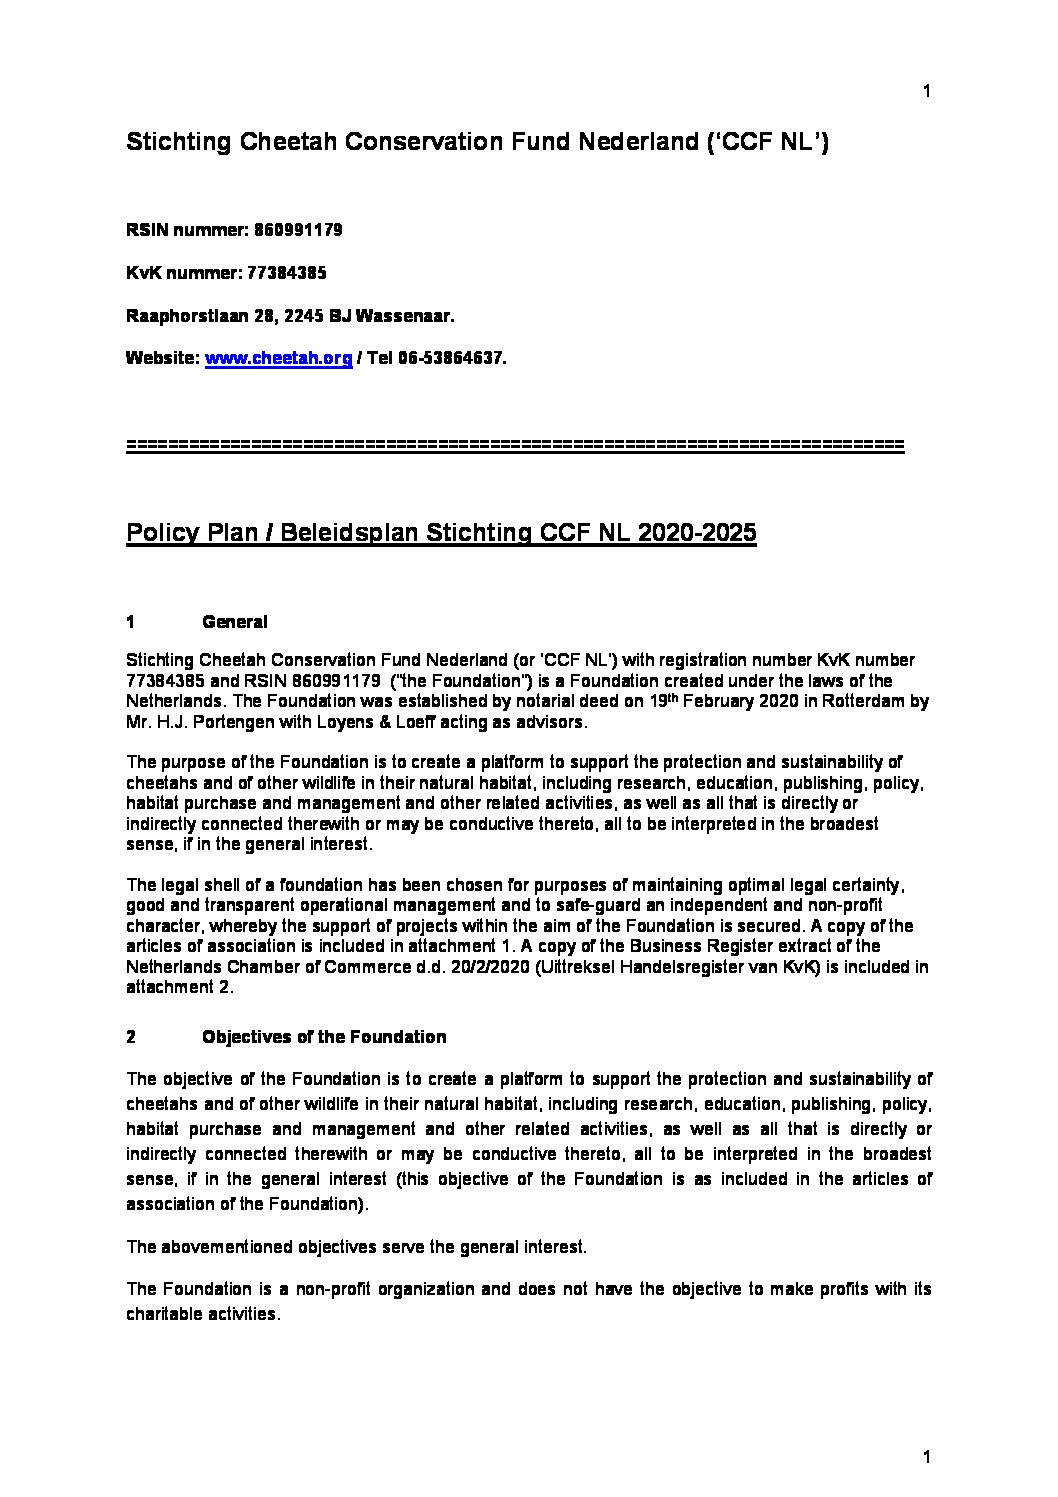 1
Stichting Cheetah Conservation Fund Nederland (‘CCF NL’)
RSIN nummer: 860991179
KvK nummer: 77384385
Raaphorstlaan 28, 2245 BJ Wassenaar.
Website: www.cheetah.org / Tel 06-53864637.
===========================================================================
Policy Plan / Beleidsplan Stichting CCF NL 2020-2025
1 General
Stichting Cheetah Conservation Fund Nederland (or ‘CCF NL’) with registration number KvK number
77384385 and RSIN 860991179 (“the Foundation”) is a Foundation created under the laws of the
Netherlands. The Foundation was established by notarial deed on 19th February 2020 in Rotterdam by
Mr. H.J. Portengen with Loyens & Loeff acting as advisors.
The purpose of the Foundation is to create a platform to support the protection and sustainability of
cheetahs and of other wildlife in their natural habitat, including research, education, publishing, policy,
habitat purchase and management and other related activities, as well as all that is directly or
indirectly connected therewith or may be conductive thereto, all to be interpreted in the broadest
sense, if in the general interest.
The legal shell of a foundation has been chosen for purposes of maintaining optimal legal certainty,
good and transparent operational management and to safe-guard an independent and non-profit
character, whereby the support of projects within the aim of the Foundation is secured. A copy of the
articles of association is included in attachment 1. A copy of the Business Register extract of the
Netherlands Chamber of Commerce d.d. 20/2/2020 (Uittreksel Handelsregister van KvK) is included in
attachment 2.
2 Objectives of the Foundation
The objective of the Foundation is to create a platform to support the protection and sustainability of
cheetahs and of other wildlife in their natural habitat, including research, education, publishing, policy,
habitat purchase and management and other related activities, as well as all that is directly or
indirectly connected therewith or may be conductive thereto, all to be interpreted in the broadest
sense, if in the general interest (this objective of the Foundation is as included in the articles of
association of the Foundation).
The abovementioned objectives serve the general interest.
The Foundation is a non-profit organization and does not have the objective to make profits with its
charitable activities.
1